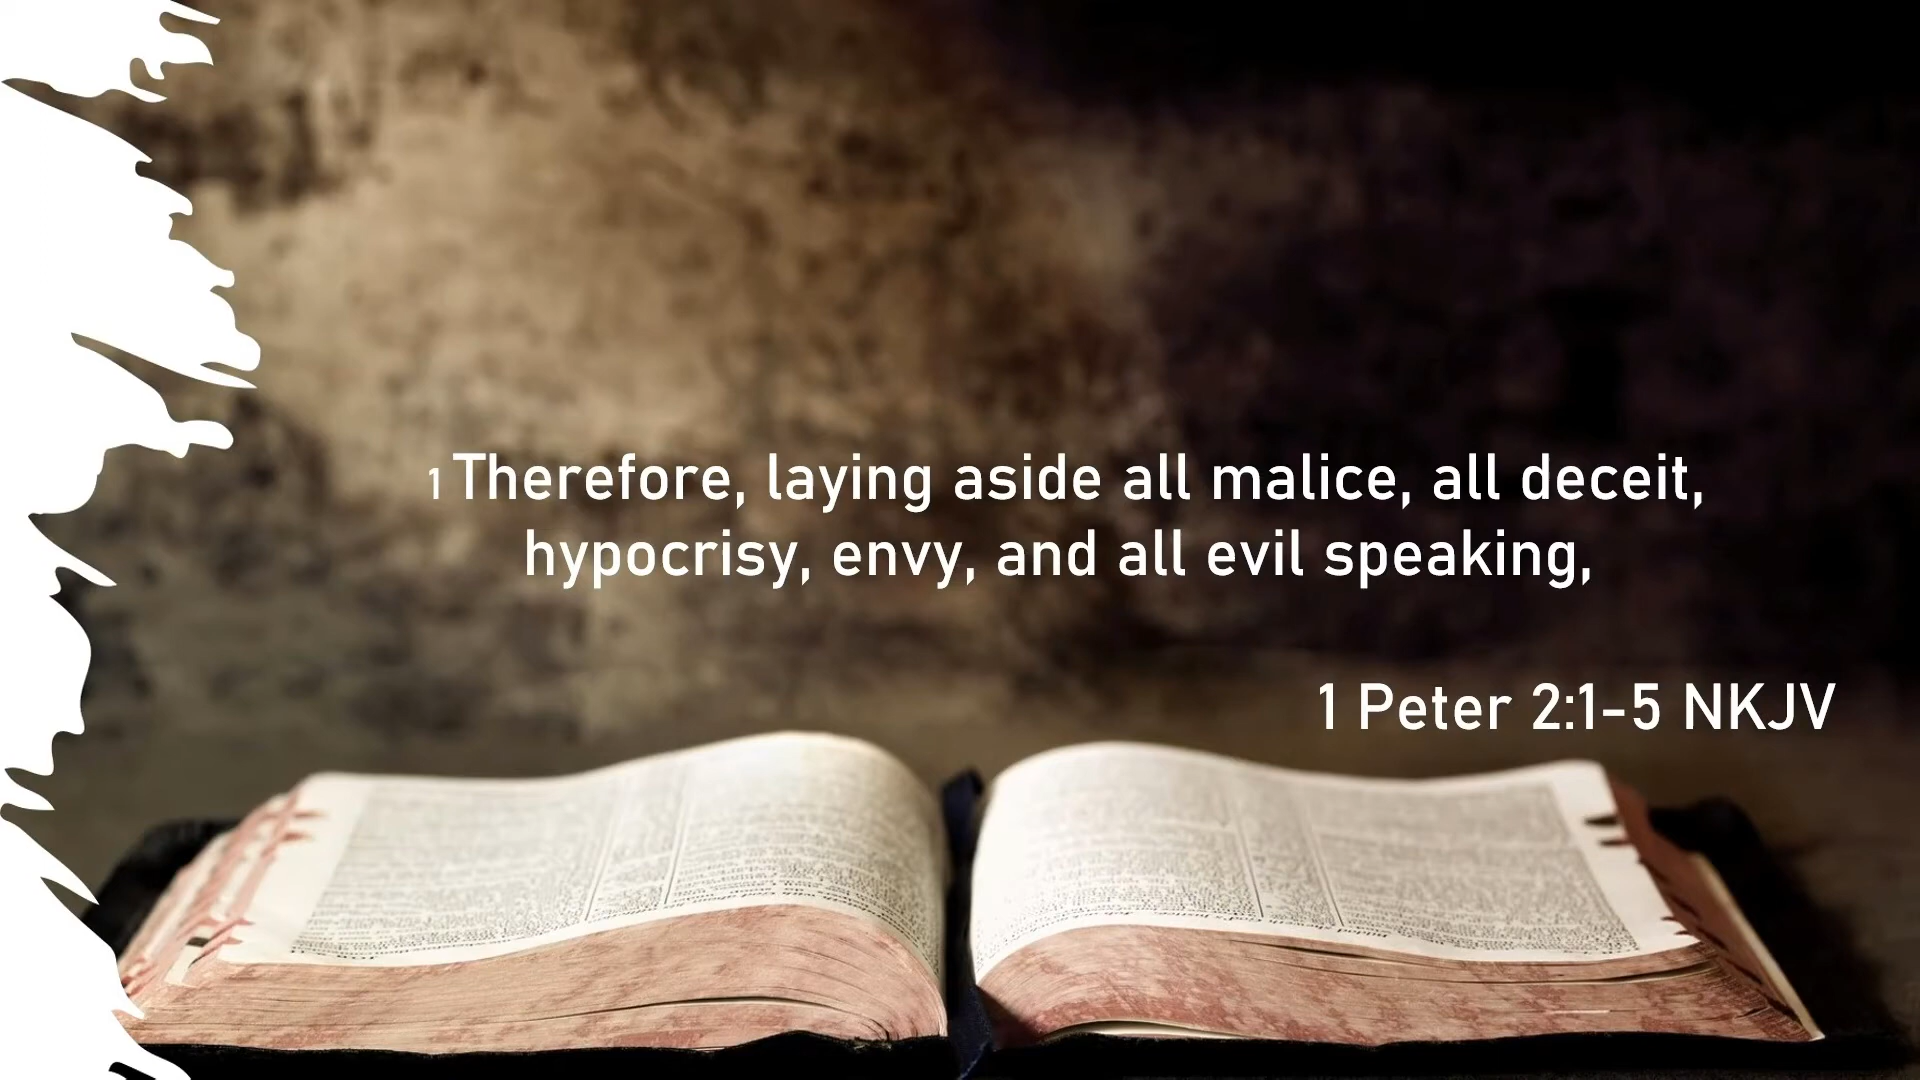 1 Therefore, laying aside all malice, all deceit,
hypocrisy, envy, and all evil speaking,
1 Peter 2:1-5 NKJV